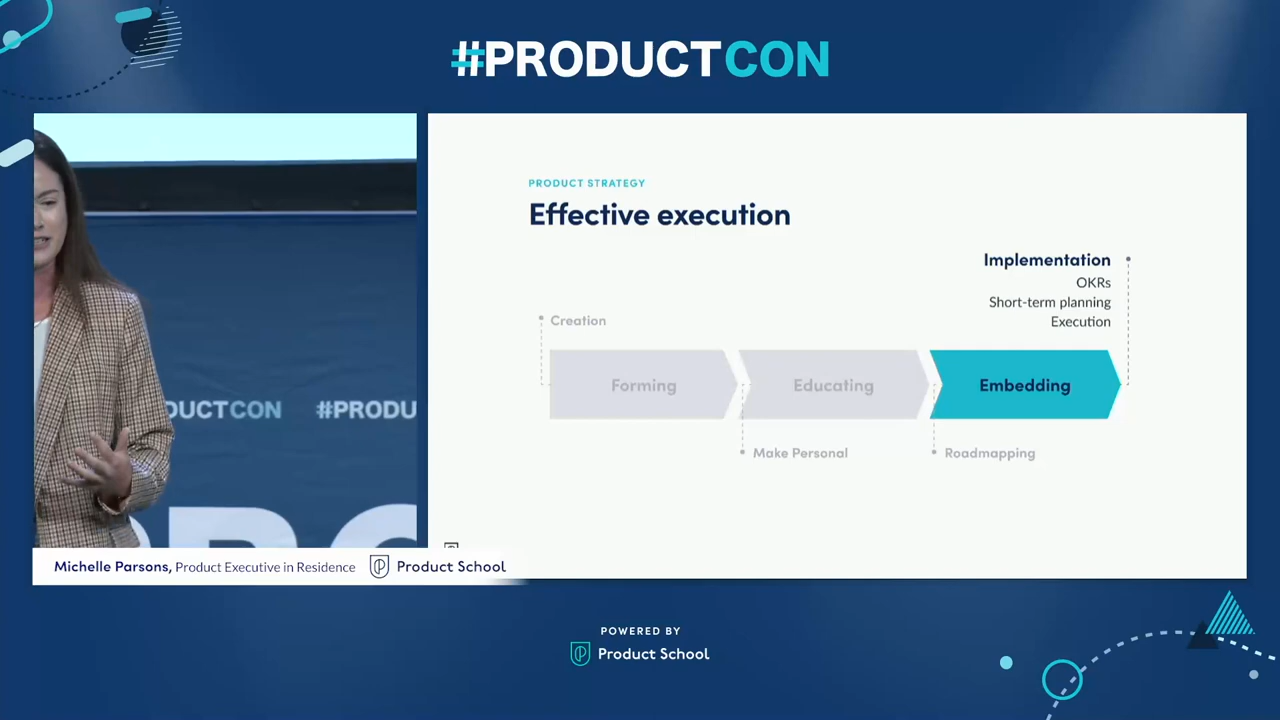 #PRODUCTCON
PRODUCT STRATEGY
Effective execution
Implementation
OKRs
Short-term planning
Execution
Creation
Forming
Educating
Embedding
Make Personal
Roadmapping
DUCTCON #PRODU
Michelle Parsons, Product Executive in Residence Product School
POWERED BY
Product School